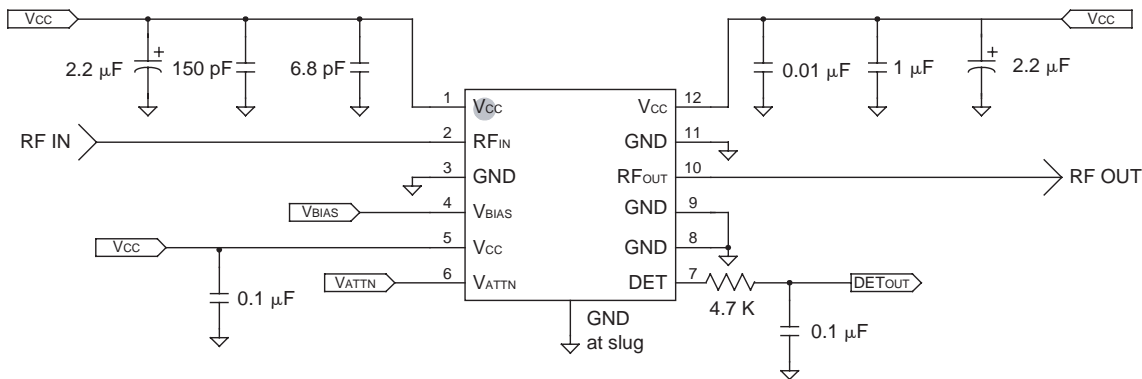 VCC
VCC
2.2 μF
+
150 pF
6.8 pF
0.01 μF
1 μF
+
2.2 μF
1
VCC
VCC
12
RF IN
2
RFIN
GND
11
3
GND
RFOUT
10
RF OUT
VBIAS
4
VBIAS
GND
9
VCC
5
VCC
GND
8
VATTN
6
VATTN
DET
7
DETOUT
4.7 K
0.1 μF
GND
at slug
0.1 μF